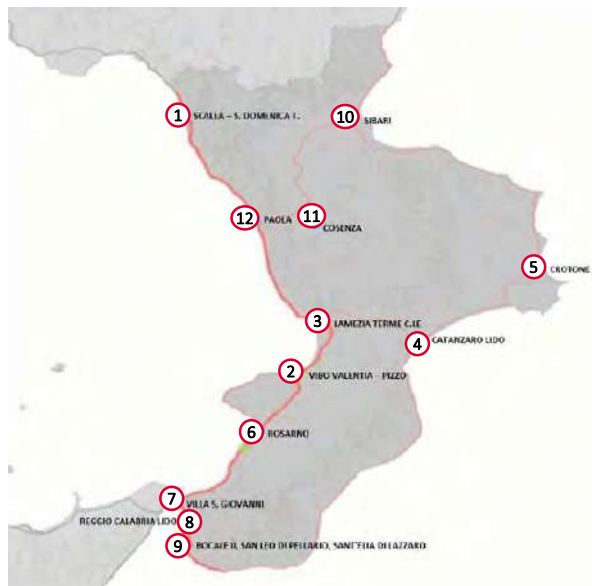 1 SCALLA – S. DOMENICA T.
10 SIBARI
12 PAOLA
11 COSENZA
5 CROTONE
3 LAMEZIA TERME C.LE
4 CATANZARO LIDO
2 VIBO VALENTIA – PIZZO
6 ROSARNO
7 VILLA S. GIOVANNI
REGGIO CALABRIA LIDO 8
9 BOCALE II, SAN LEO DI PELLARIO, SANT'ELIA DI LAZZARO